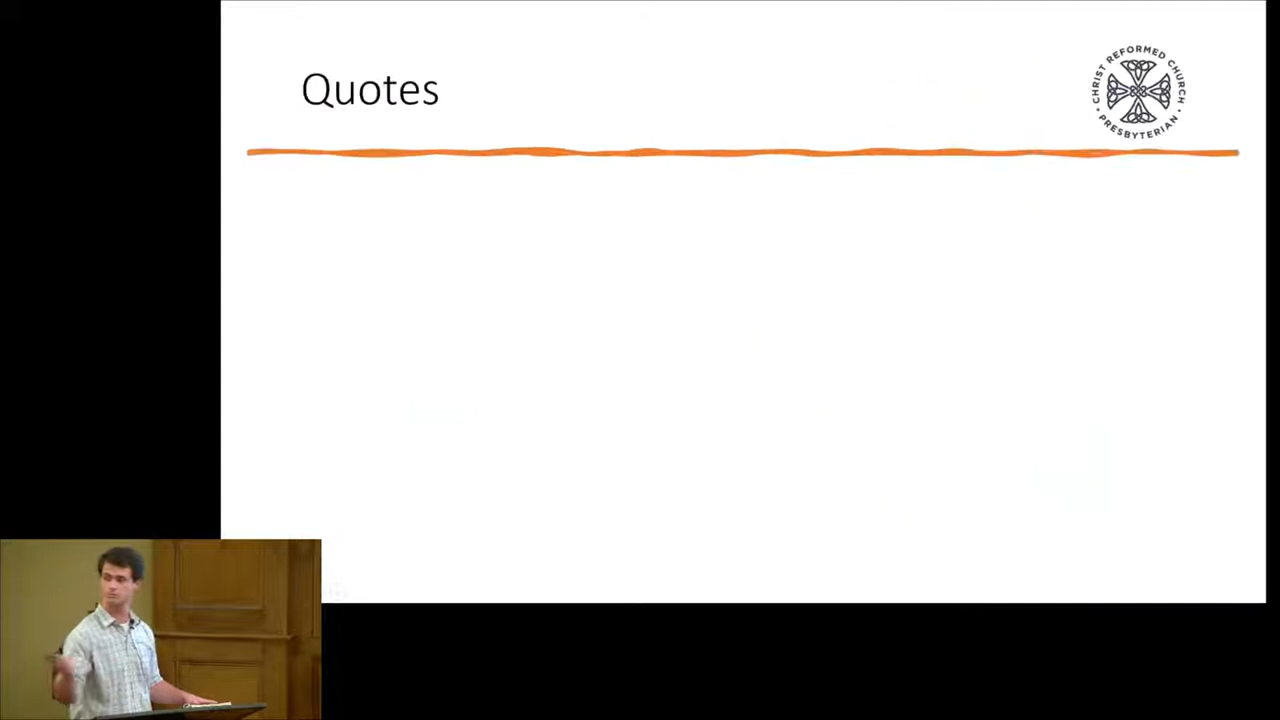 Quotes
CHRIST REFORMED CHURCH
• PRESBYTERIAN •